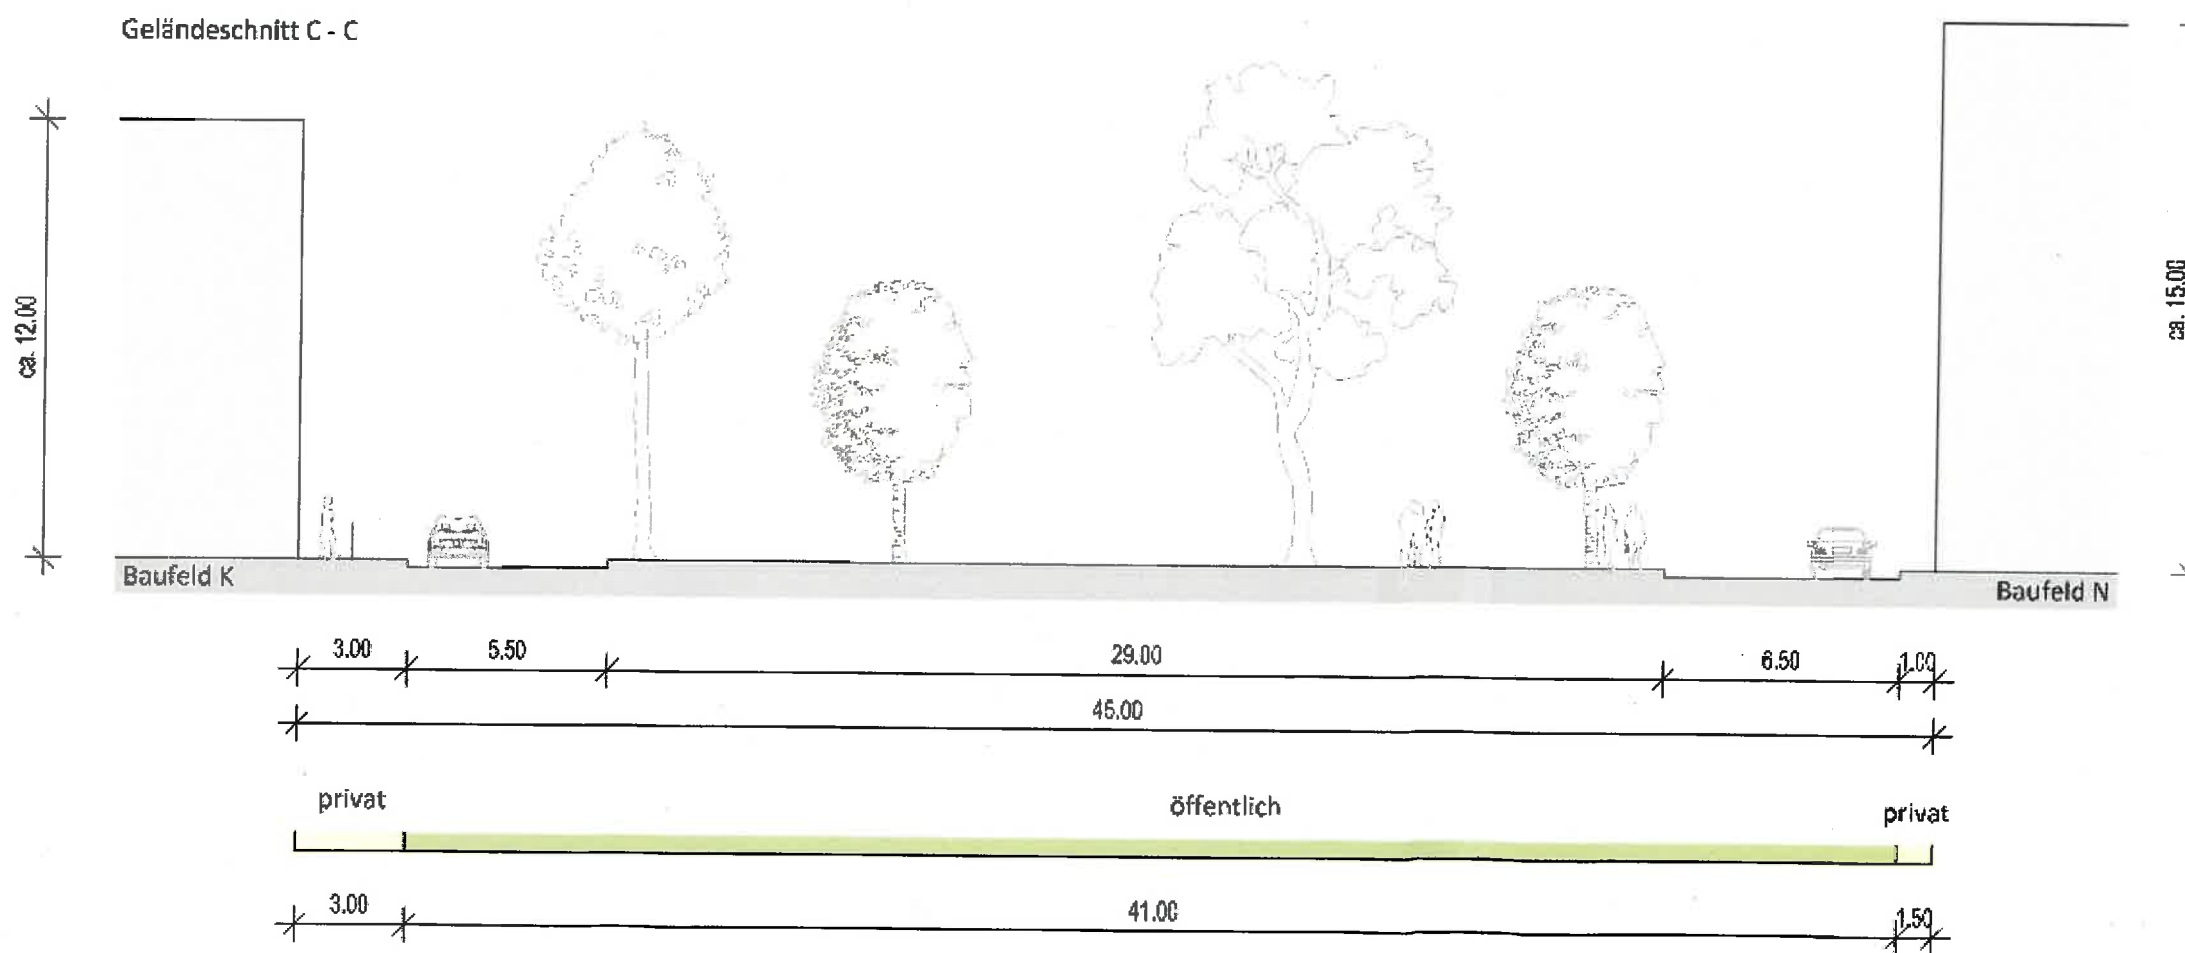 Geländeschnitt C - C
ca. 12.00
ca. 15.00
Baufeld K
Baufeld N
3.00 5.50 29.00 6.50 1.00
45.00
privat öffentlich privat
3.00 41.00 1.50